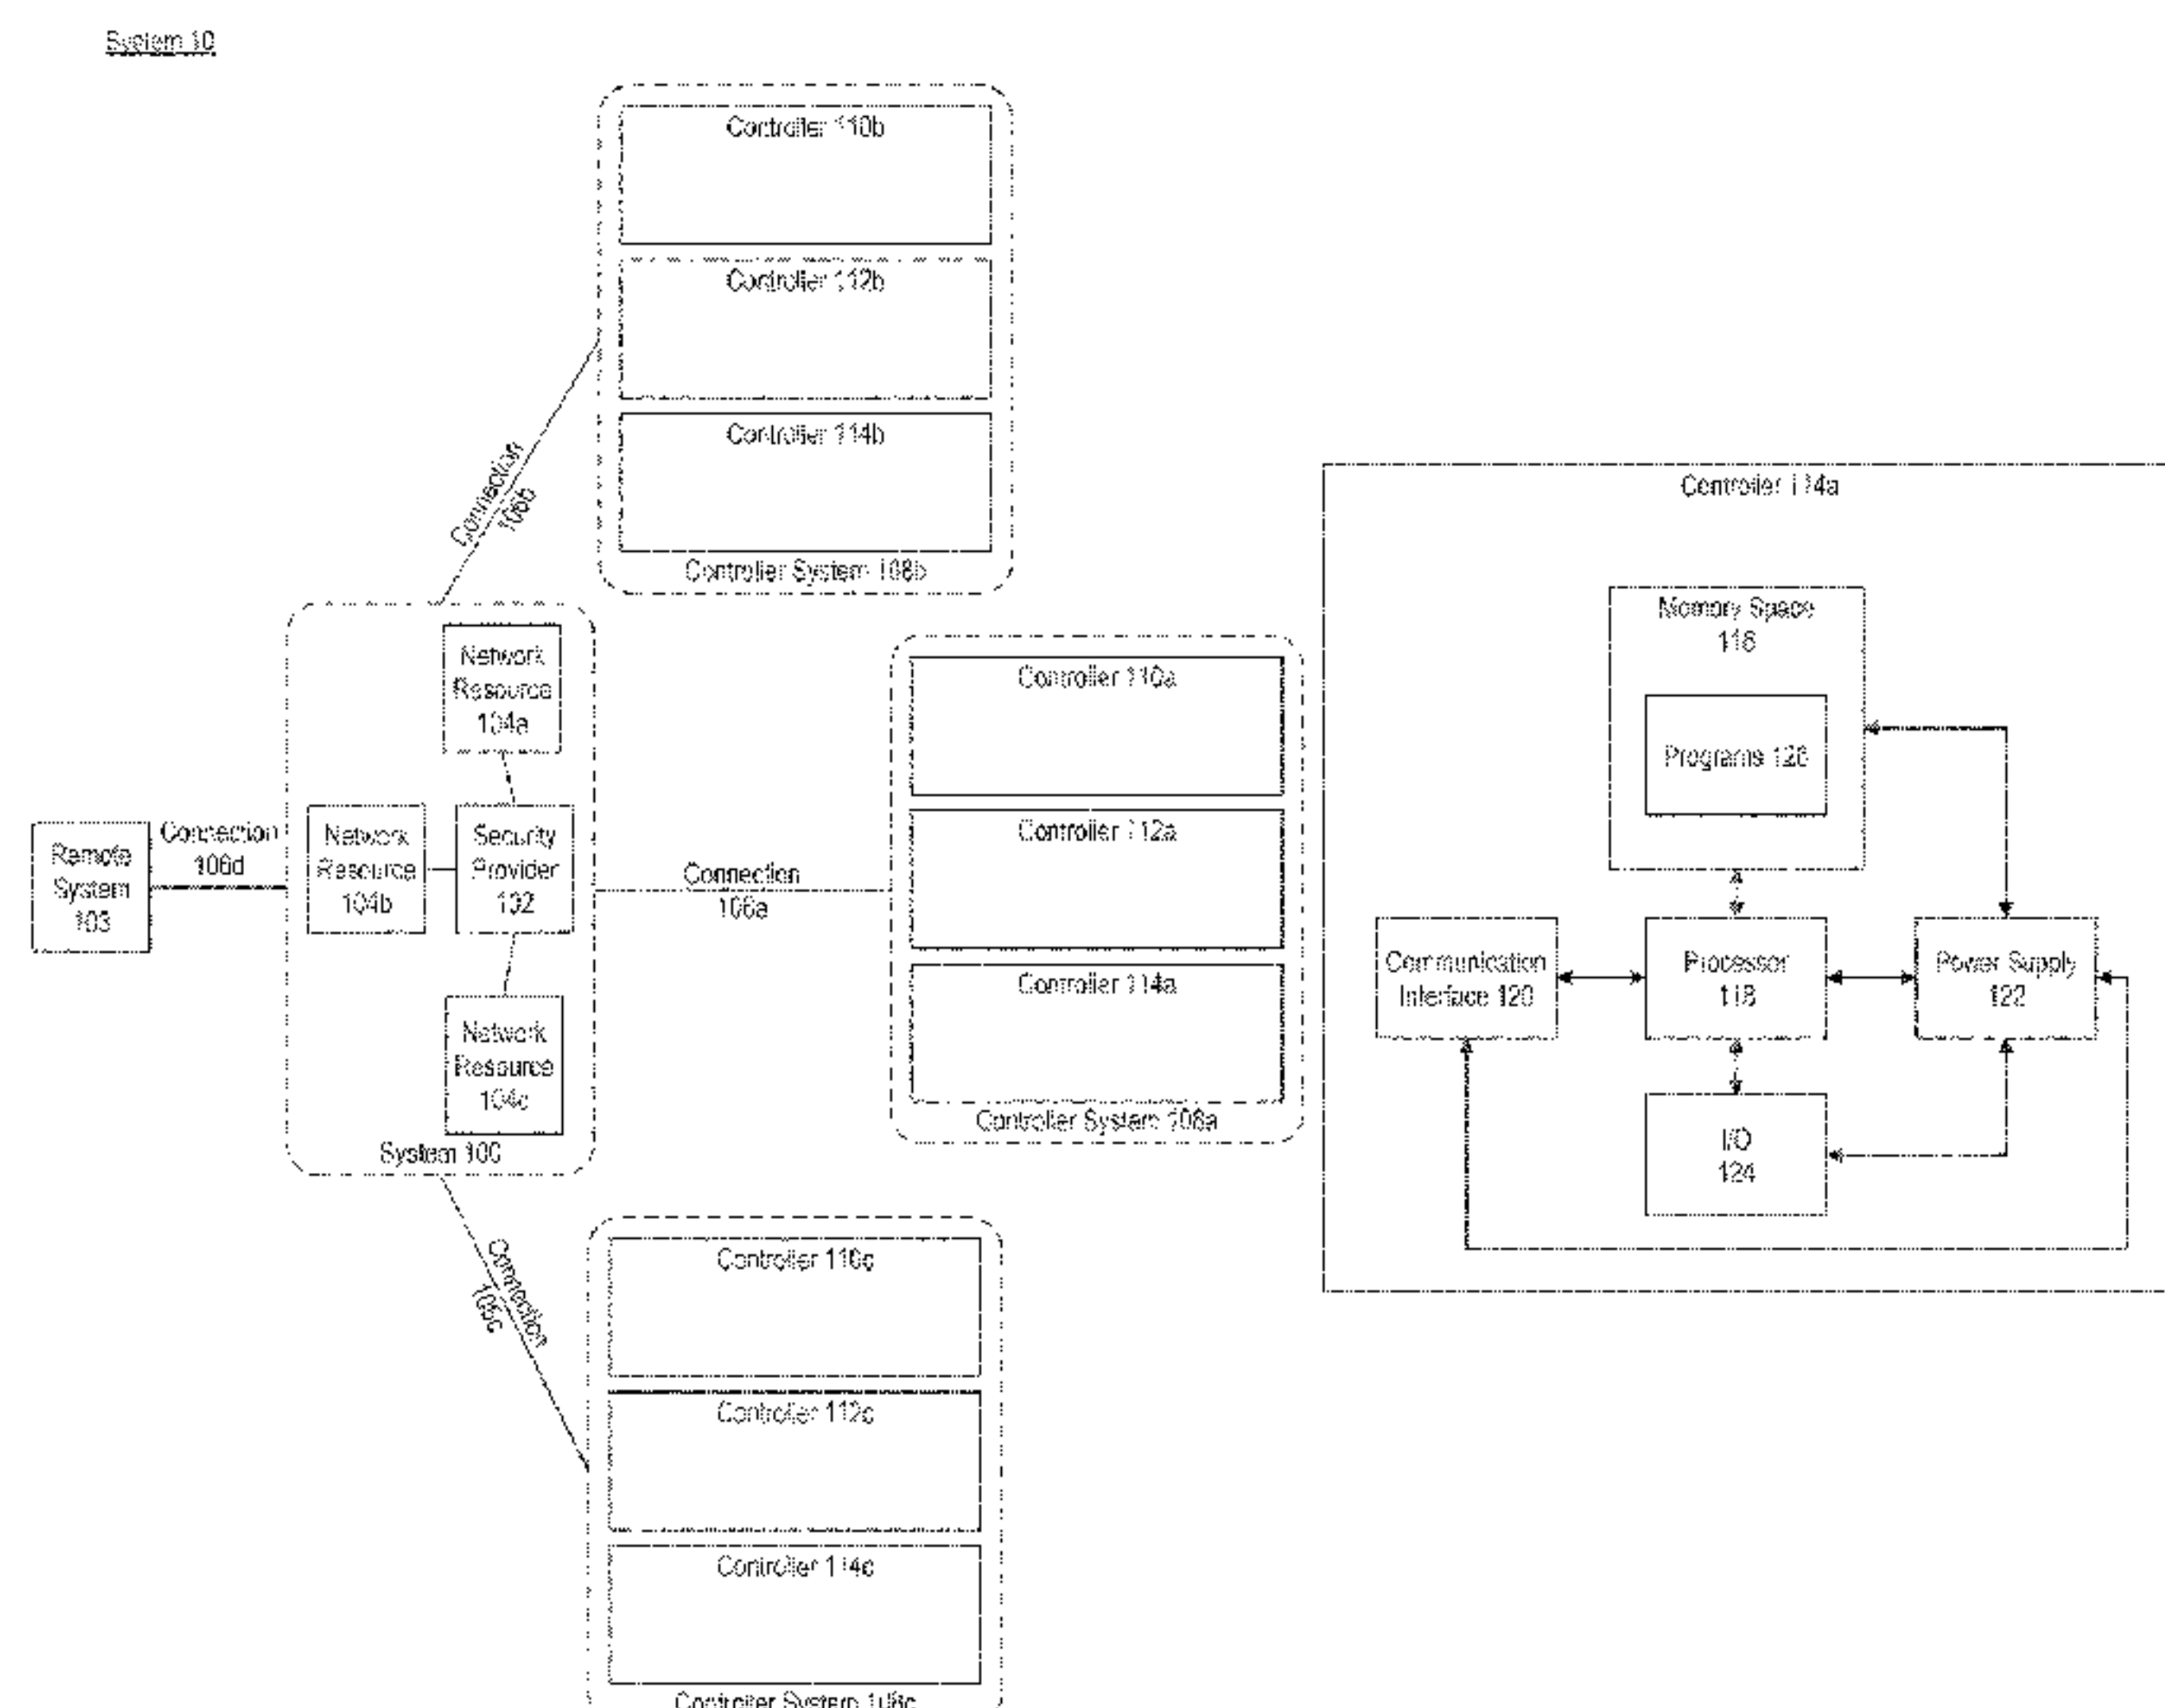 System 10
Controller 110b
Controller 112b
Controller 114b
Connection
106b
Controller System 108b
Controller 114a
Memory Space
116
Programs 126
Communication
Interface 120
Processor
118
Power Supply
122
I/O
124
Network
Resource
104a
Remote
System
103
Connection
106d
Network
Resource
104b
Security
Provider
102
Network
Resource
104c
System 100
Connection
106a
Controller 110a
Controller 112a
Controller 114a
Controller System 108a
Connection
106c
Controller 110c
Controller 112c
Controller 114c
Controller System 108c